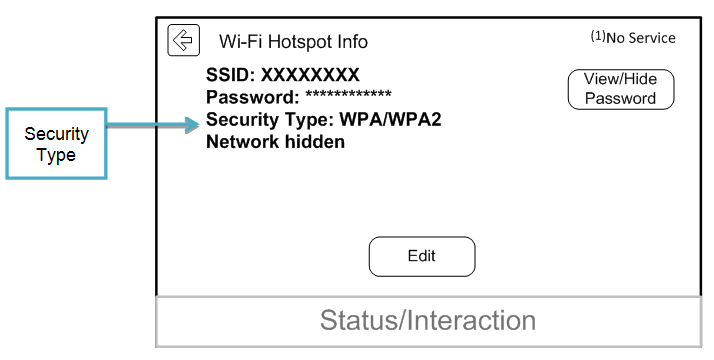 Wi-Fi Hotspot Info
(1)No Service
SSID: XXXXXXXX
View/Hide
Password
Password: ************
Security Type: WPA/WPA2
Network hidden
Security
Type
Edit
Status/Interaction